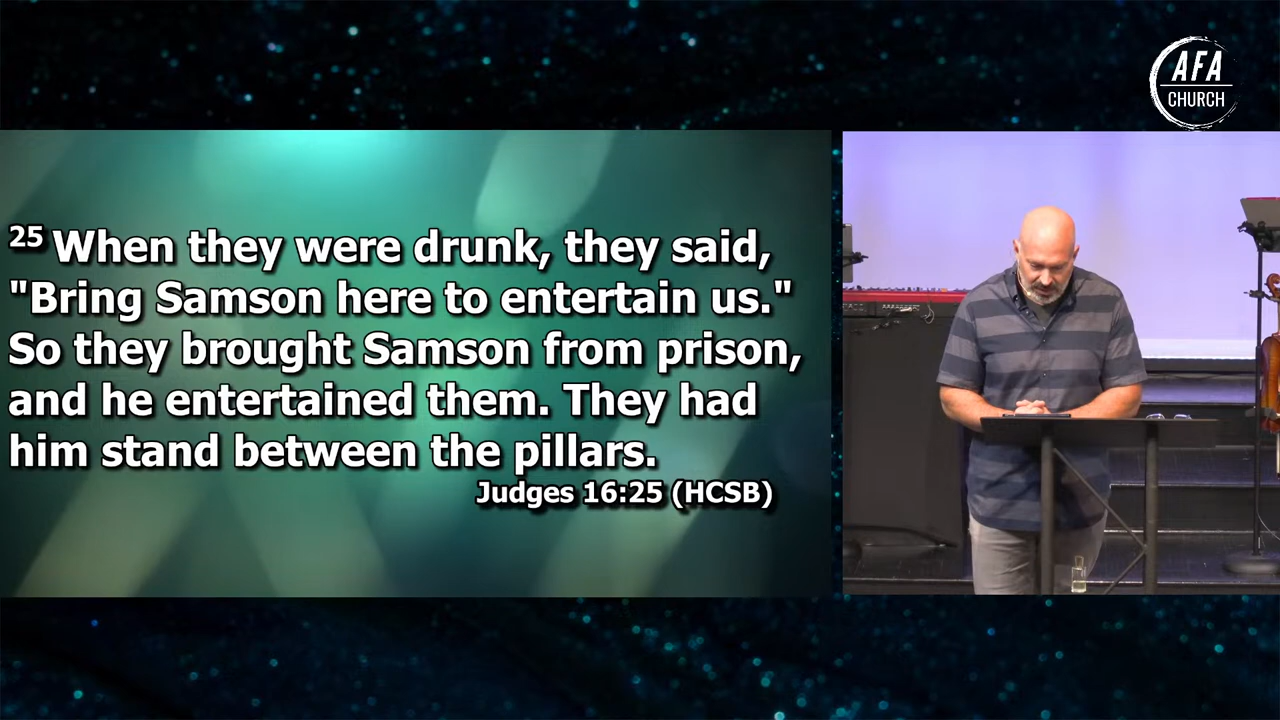 AFA
CHURCH
25 When they were drunk, they said,
"Bring Samson here to entertain us."
So they brought Samson from prison,
and he entertained them. They had
him stand between the pillars.
Judges 16:25 (HCSB)